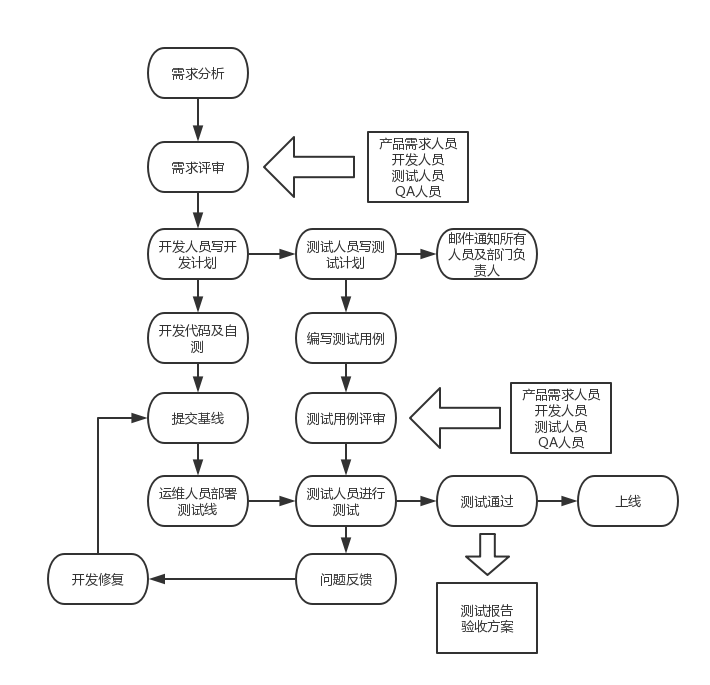 需求分析
需求评审
产品需求人员
开发人员
测试人员
QA人员
开发人员写开
发计划
测试人员写测
试计划
邮件通知所有
人员及部门负
责人
开发代码及自
测
编写测试用例
提交基线
测试用例评审
产品需求人员
开发人员
测试人员
QA人员
运维人员部署
测试线
测试人员进行
测试
测试通过
上线
开发修复
问题反馈
测试报告
验收方案